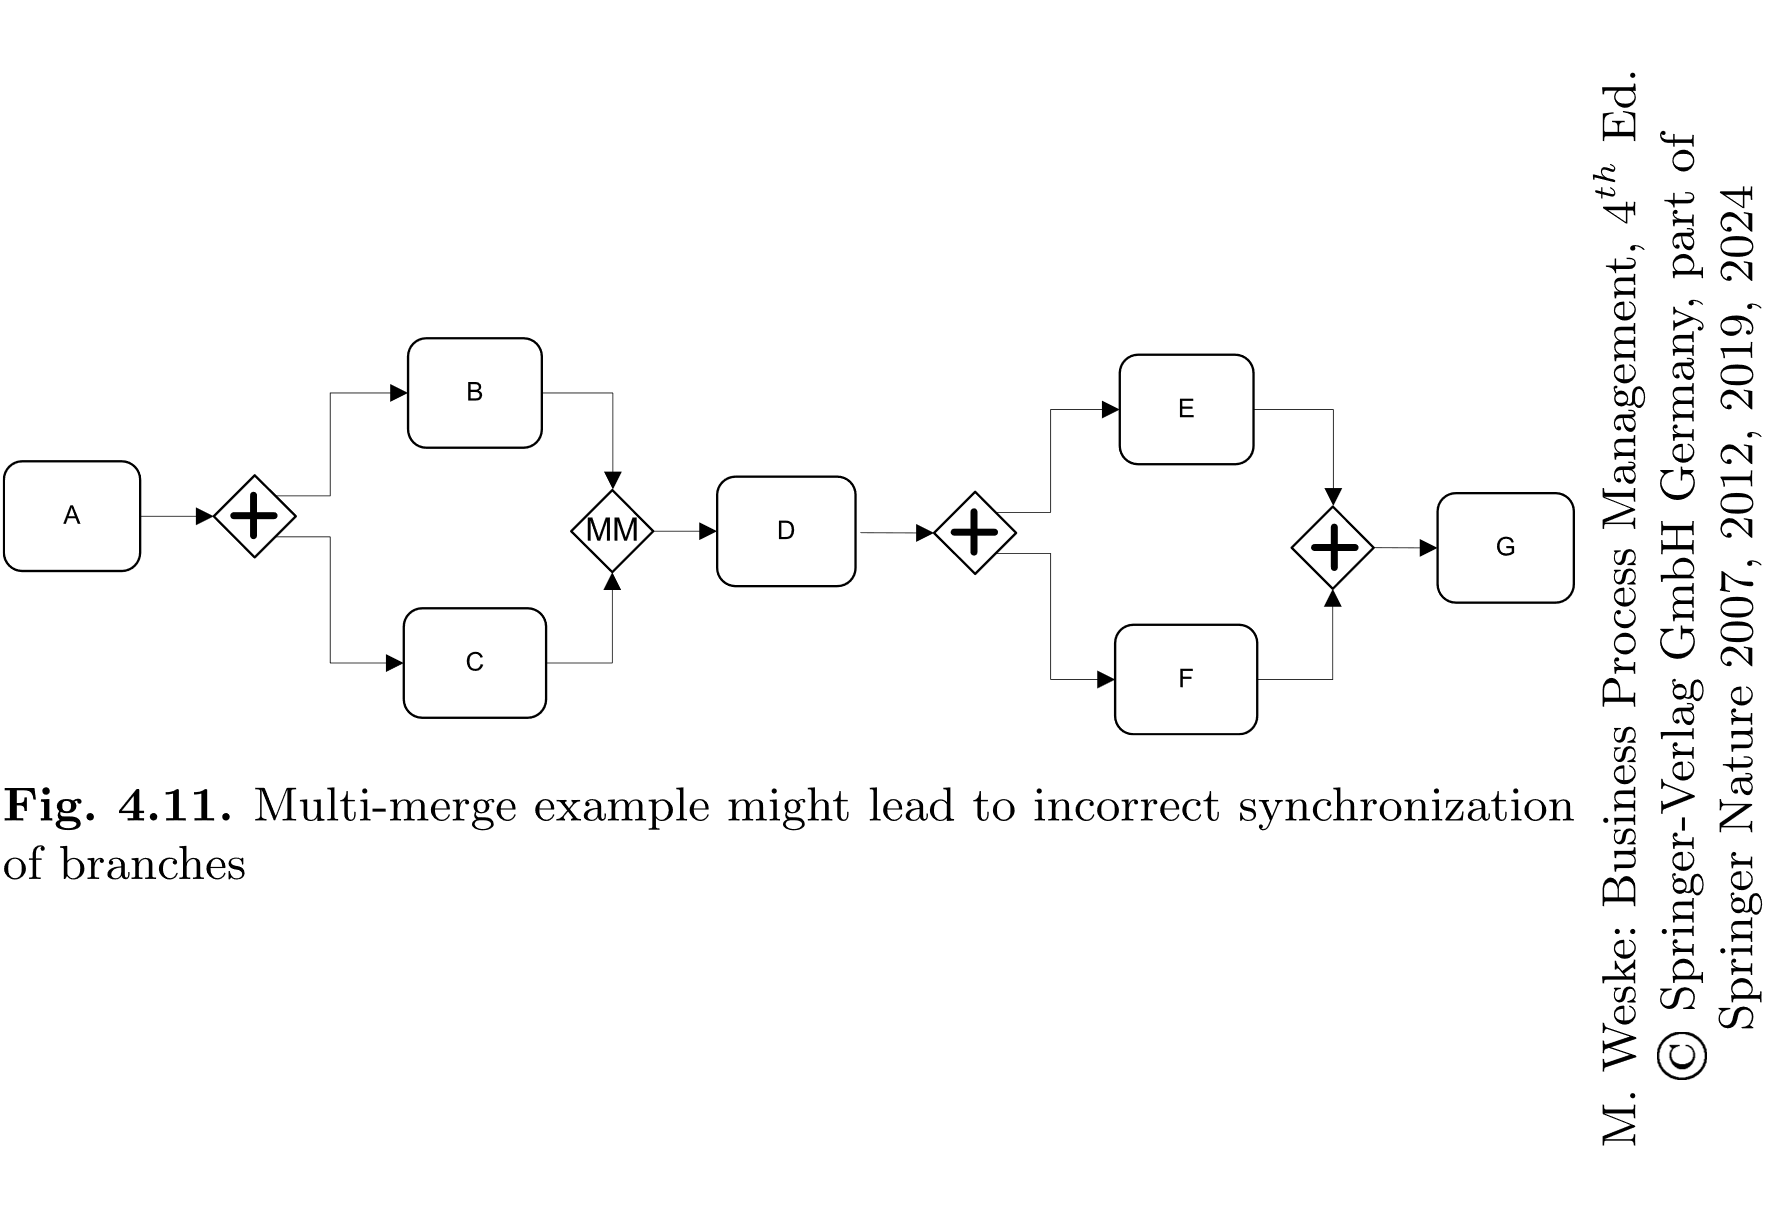 A
B
C
MM
D
E
F
G
Fig. 4.11. Multi-merge example might lead to incorrect synchronization
of branches
M. Weske: Business Process Management, 4th Ed.
© Springer-Verlag GmbH Germany, part of
Springer Nature 2007, 2012, 2019, 2024